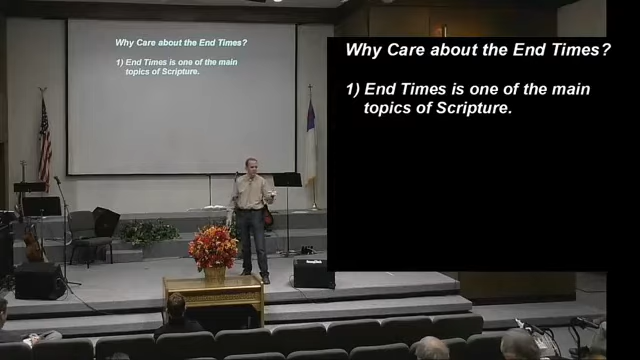 Why Care about the End Times?
1) End Times is one of the main
topics of Scripture.
Why Care about the End Times?
1) End Times is one of the main
topics of Scripture.